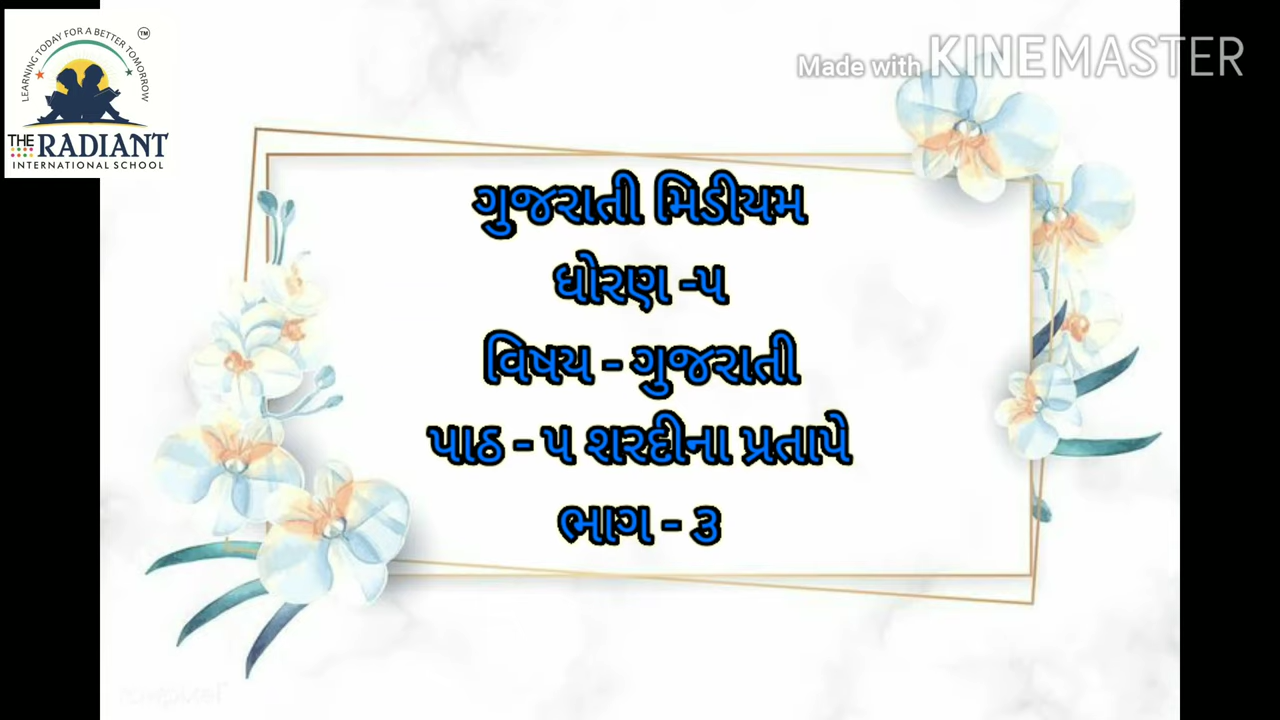 LEARNING TODAY FOR A BETTER TOMORROW
TM
THE RADIANT
INTERNATIONAL SCHOOL
Made with KINEMASTER
ગુજરાતી મિડીયમ
ધોરણ -૫
વિષય - ગુજરાતી
પાઠ - ૫ શરદીના પ્રતાપે
ભાગ - ૩